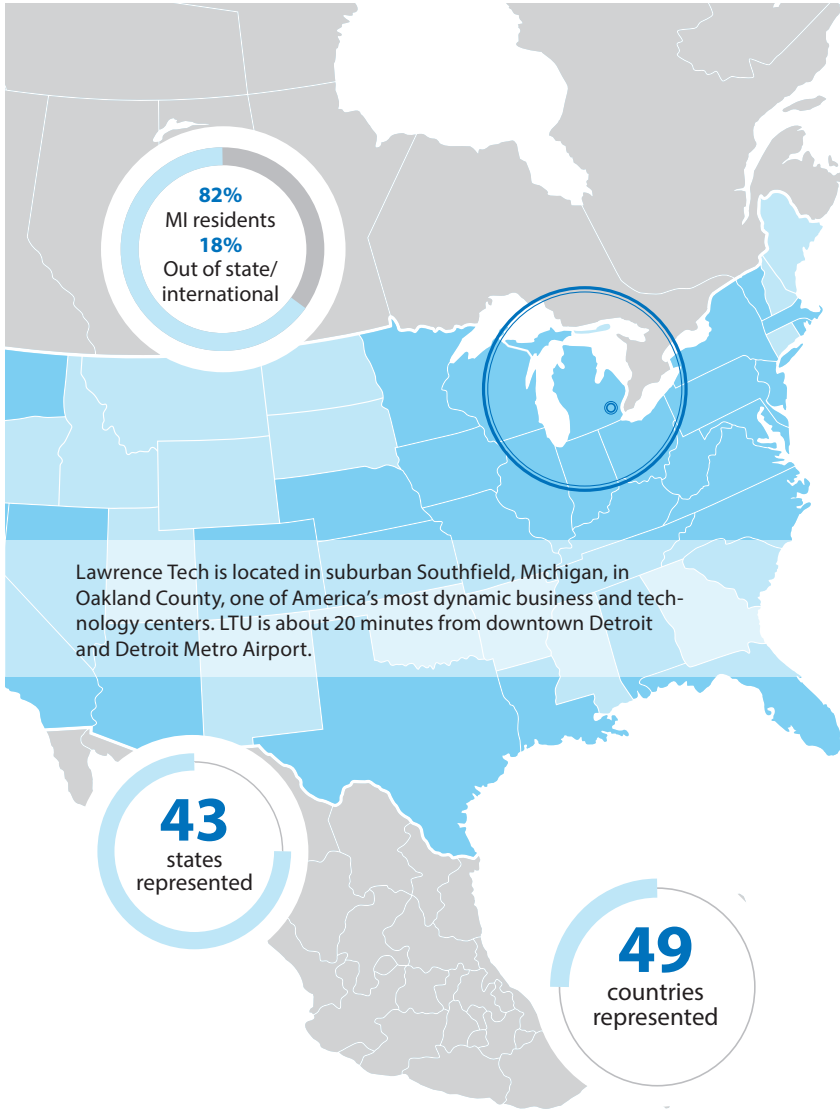 82%
MI residents
18%
Out of state/
international
Lawrence Tech is located in suburban Southfield, Michigan, in
Oakland County, one of America’s most dynamic business and tech-
nology centers. LTU is about 20 minutes from downtown Detroit
and Detroit Metro Airport.
43
states
represented
49
countries
represented